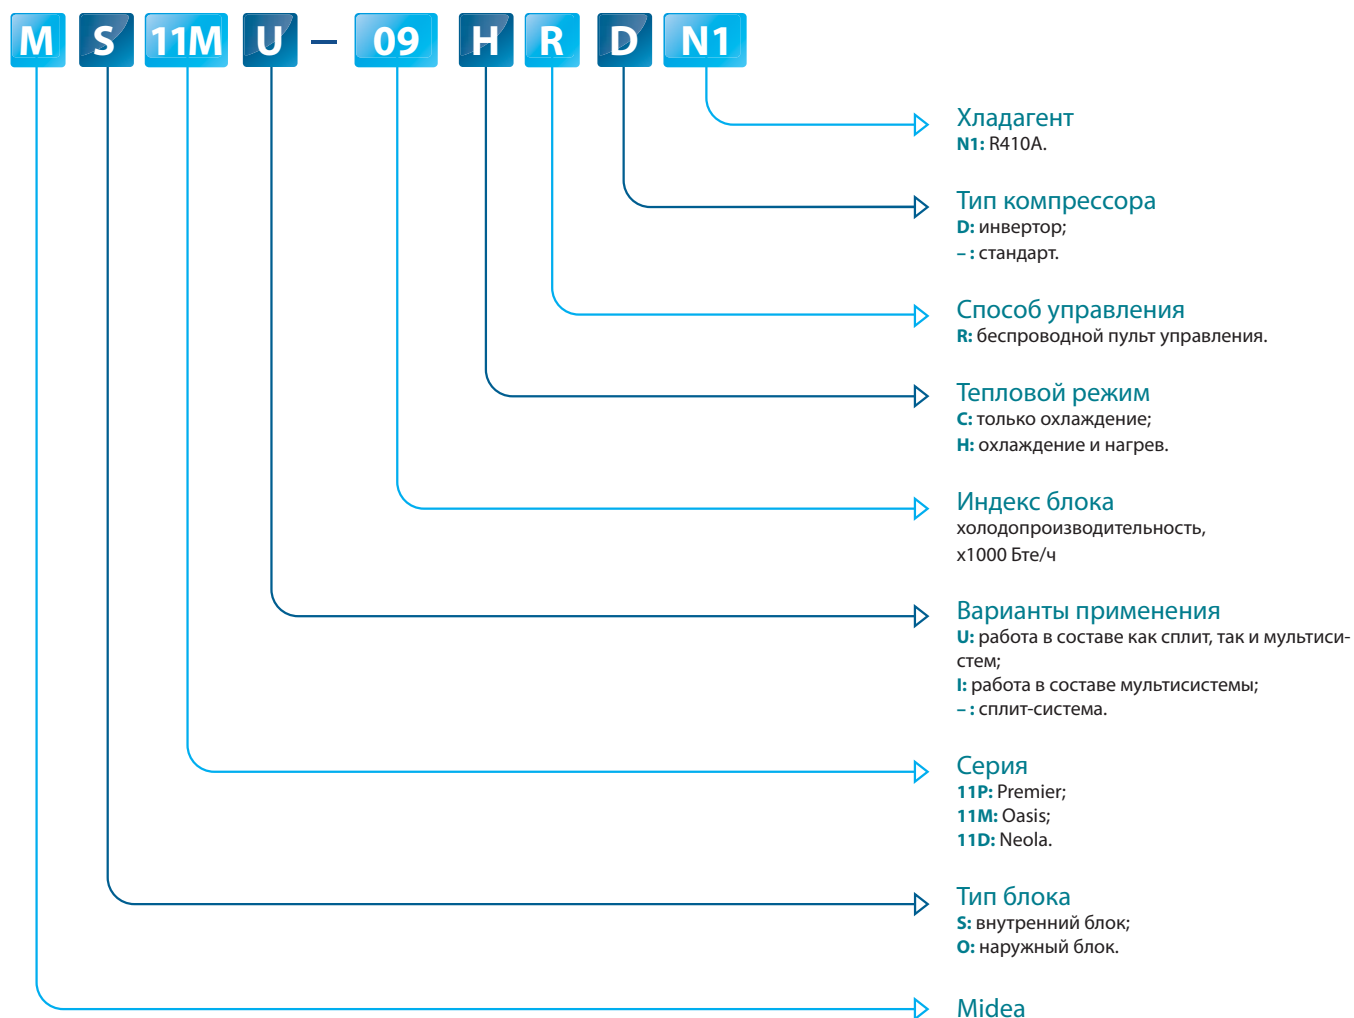 M S 11M U – 09 H R D N1
Хладагент
N1: R410A.
Тип компрессора
D: инвертор;
– : стандарт.
Способ управления
R: беспроводной пульт управления.
Тепловой режим
C: только охлаждение;
H: охлаждение и нагрев.
Индекс блока
холодопроизводительность,
х1000 Бте/ч
Варианты применения
U: работа в составе как сплит, так и мультиси-
стем;
I: работа в составе мультисистемы;
– : сплит-система.
Серия
11P: Premier;
11M: Oasis;
11D: Neola.
Тип блока
S: внутренний блок;
O: наружный блок.
Midea